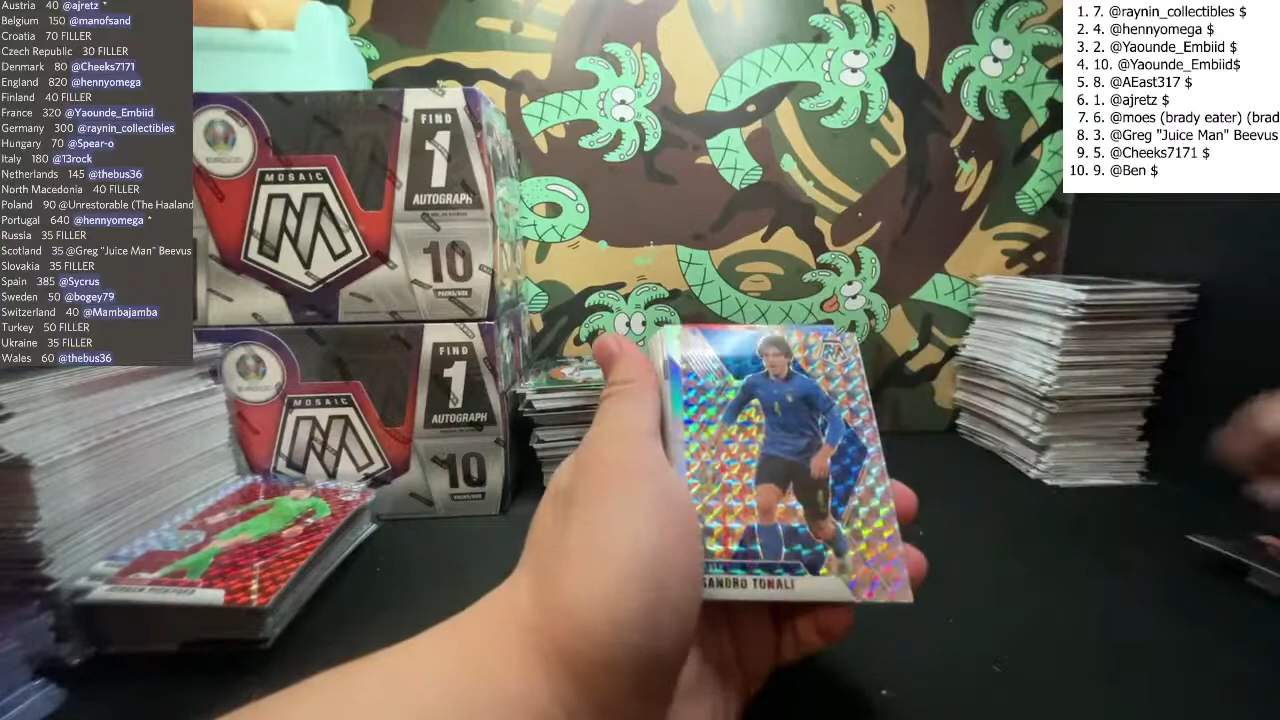 Austria 40 @ajretz *
Belgium 150 @manofsand
Croatia 70 FILLER
Czech Republic 30 FILLER
Denmark 80 @Cheeks7171
England 820 @hennyomega
Finland 40 FILLER
France 320 @Yaounde_Embiid
Germany 300 @raynin_collectibles
Hungary 70 @Spear-o
Italy 180 @13rock
Netherlands 145 @thebus36
North Macedonia 40 FILLER
Poland 90 @Unrestorable (The Haaland
Portugal 640 @hennyomega *
Russia 35 FILLER
Scotland 35 @Greg "Juice Man" Beevus
Slovakia 35 FILLER
Spain 385 @Sycrus
Sweden 50 @bogey79
Switzerland 40 @Mambajamba
Turkey 50 FILLER
Ukraine 35 FILLER
Wales 60 @thebus36
1. 7. @raynin_collectibles $
2. 4. @hennyomega $
3. 2. @Yaounde_Embiid $
4. 10. @Yaounde_Embiid$
5. 8. @AEast317 $
6. 1. @ajretz $
7. 6. @moes (brady eater) (brad
8. 3. @Greg "Juice Man" Beevus
9. 5. @Cheeks7171 $
10. 9. @Ben $
MOSAIC
M
FIND
1
AUTOGRAPH
10
PACKS/BOX
MOSAIC
M
FIND
1
AUTOGRAPH
10
PACKS/BOX
SANDRO TONALI
JORDAN PICKFORD